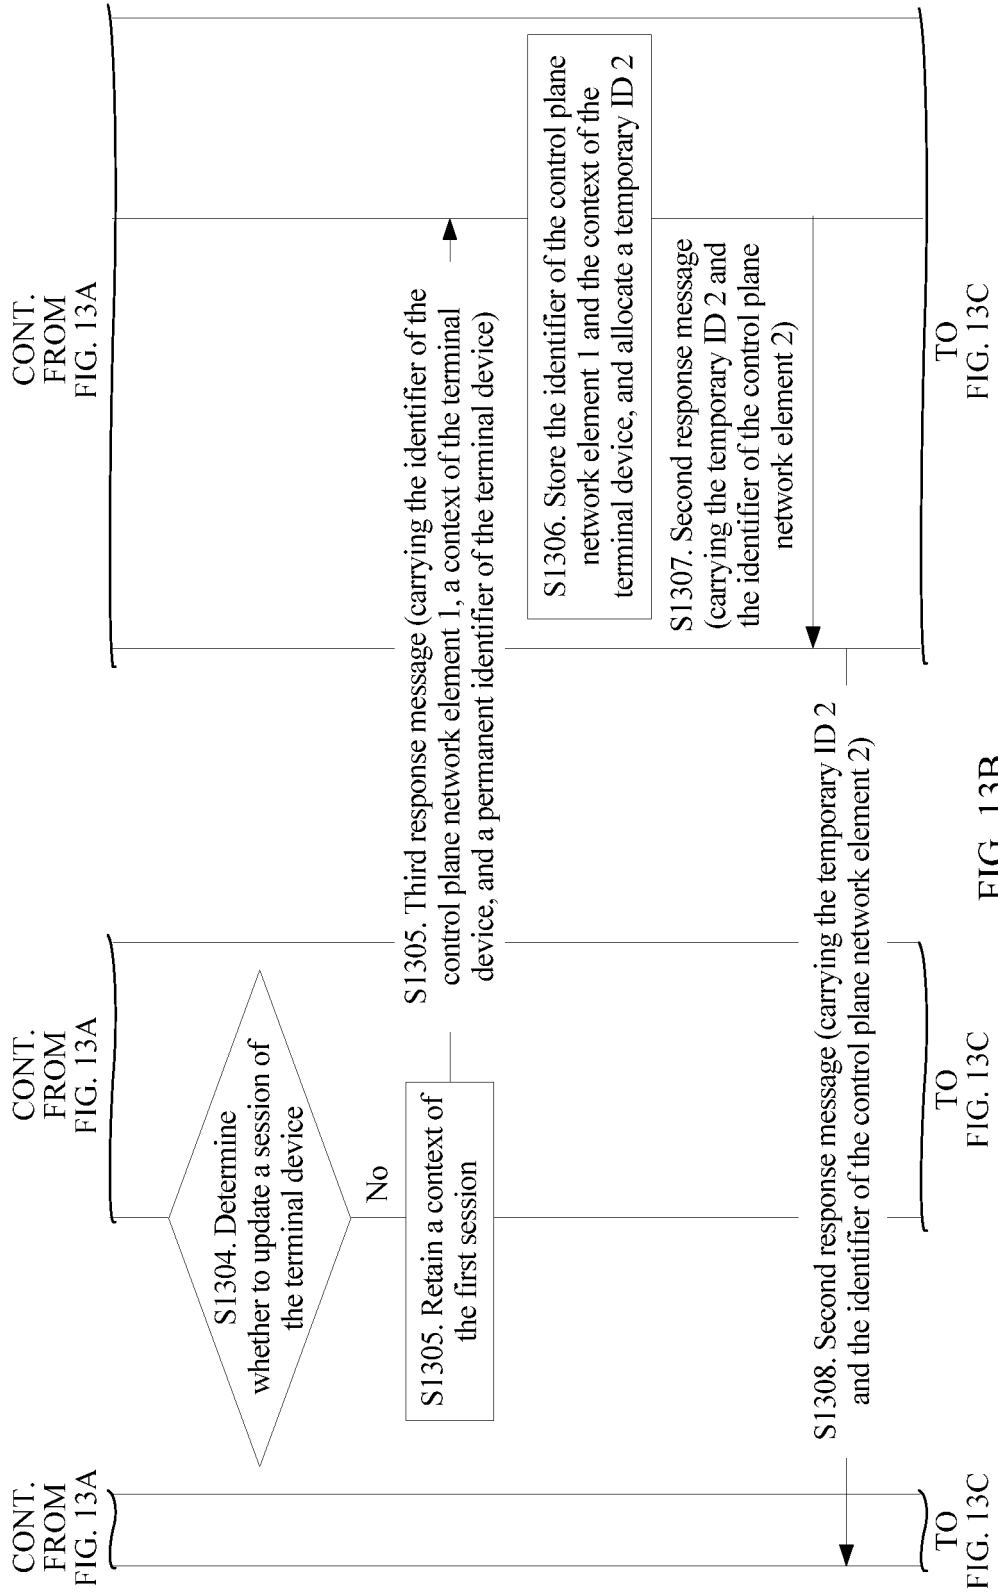 CONT.
FROM
FIG. 13A
CONT.
FROM
FIG. 13A
CONT.
FROM
FIG. 13A
S1304. Determine
whether to update a session of
the terminal device
No
S1305. Retain a context of
the first session
S1305. Third response message (carrying the identifier of the
control plane network element 1, a context of the terminal
device, and a permanent identifier of the terminal device)
S1306. Store the identifier of the control plane
network element 1 and the context of the
terminal device, and allocate a temporary ID 2
S1307. Second response message
(carrying the temporary ID 2 and
the identifier of the control plane
network element 2)
S1308. Second response message (carrying the temporary ID 2
and the identifier of the control plane network element 2)
TO
FIG. 13C
TO
FIG. 13C
TO
FIG. 13C
FIG. 13B